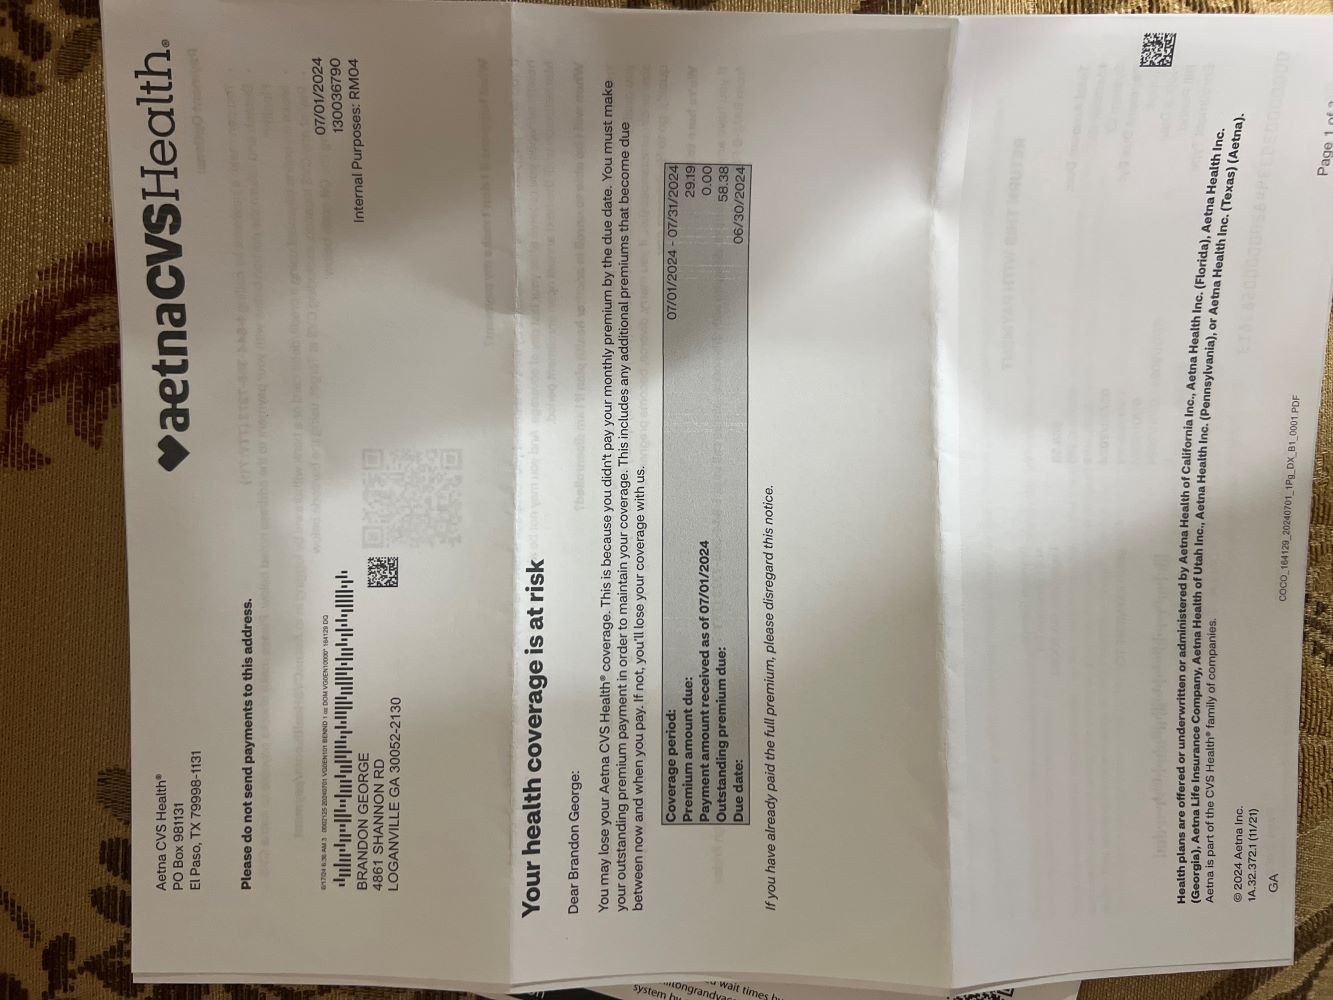 Aetna CVS Health®
PO Box 981131
El Paso, TX 79998-1131
aetnaCVSHealth®
Please do not send payments to this address.
6/17/24 6:36 AM 3 0002125 20240701 VG0EN101 BENND 1 oz DOM VG0EN10000* 164129 DQ
BRANDON GEORGE
4861 SHANNON RD
LOGANVILLE GA 30052-2130
07/01/2024
130036790
Internal Purposes: RM04
Your health coverage is at risk
Dear Brandon George:
You may lose your Aetna CVS Health® coverage. This is because you didn't pay your monthly premium by the due date. You must make
your outstanding premium payment in order to maintain your coverage. This includes any additional premiums that become due
between now and when you pay. If not, you'll lose your coverage with us.
Coverage period: 07/01/2024 - 07/31/2024
Premium amount due: 29.19
Payment amount received as of 07/01/2024 0.00
Outstanding premium due: 58.38
Due date: 06/30/2024
If you have already paid the full premium, please disregard this notice.
Health plans are offered or underwritten or administered by Aetna Health of California Inc., Aetna Health Inc. (Florida), Aetna Health Inc.
(Georgia), Aetna Life Insurance Company, Aetna Health of Utah Inc., Aetna Health Inc. (Pennsylvania), or Aetna Health Inc. (Texas) (Aetna).
Aetna is part of the CVS Health® family of companies.
© 2024 Aetna Inc.
1A.32.372.1 (11/21)
GA
COCO_164129_20240701_1Pg_DX_B1_0001.PDF
Page 1 of